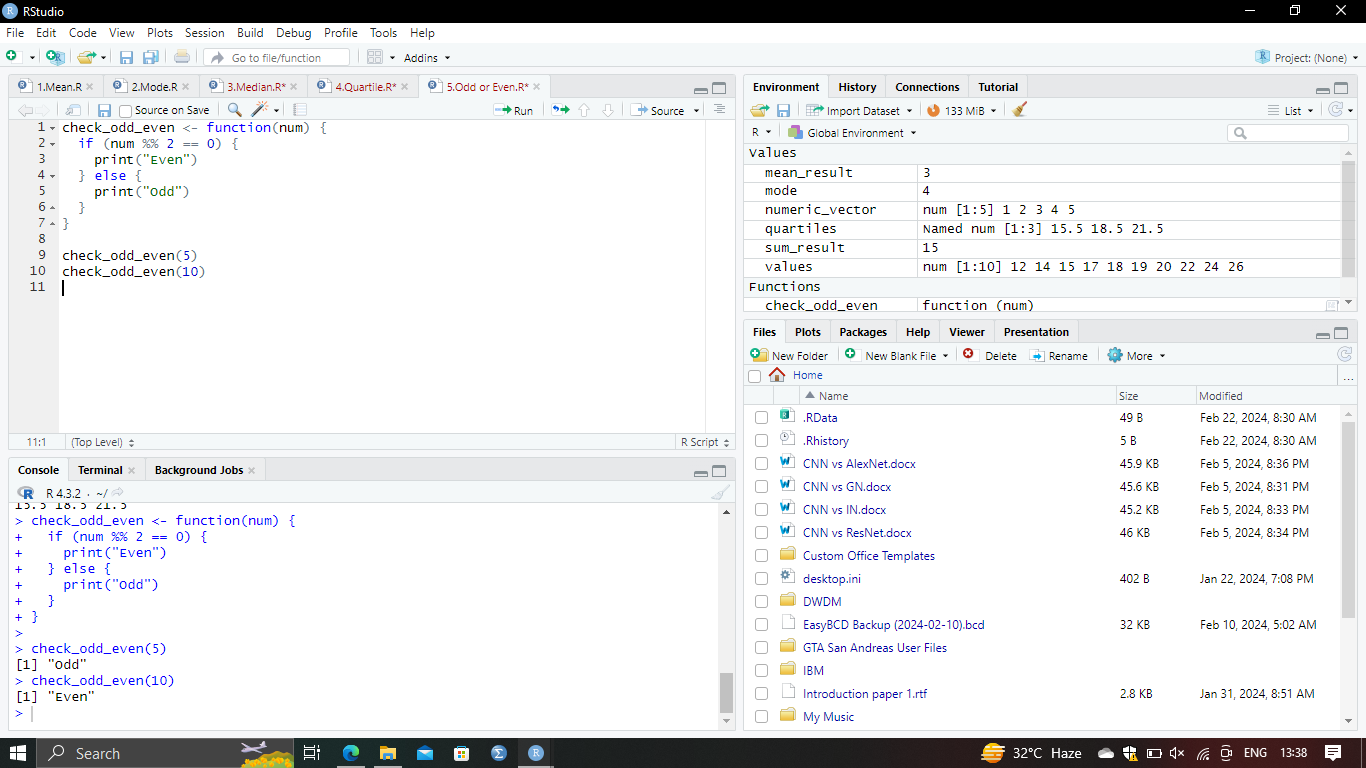 RStudio
File Edit Code View Plots Session Build Debug Profile Tools Help
Go to file/function Addins Project: (None)
1.Mean.R 2.Mode.R 3.Median.R* 4.Quartile.R* 5.Odd or Even.R*
Source on Save Run Source
1 check_odd_even <- function(num) {
2   if (num %% 2 == 0) {
3     print("Even")
4   } else {
5     print("Odd")
6   }
7 }
8
9 check_odd_even(5)
10 check_odd_even(10)
11
11:1 (Top Level) R Script
Console Terminal Background Jobs
R 4.3.2 · ~/
15.5 18.5 21.5
> check_odd_even <- function(num) {
+   if (num %% 2 == 0) {
+     print("Even")
+   } else {
+     print("Odd")
+   }
+ }
>
> check_odd_even(5)
[1] "Odd"
> check_odd_even(10)
[1] "Even"
>
Environment History Connections Tutorial
Import Dataset 133 MiB List
R Global Environment
Values
mean_result 3
mode 4
numeric_vector num [1:5] 1 2 3 4 5
quartiles Named num [1:3] 15.5 18.5 21.5
sum_result 15
values num [1:10] 12 14 15 17 18 19 20 22 24 26
Functions
check_odd_even function (num)
Files Plots Packages Help Viewer Presentation
New Folder New Blank File Delete Rename More
Home ...
Name Size Modified
.RData 49 B Feb 22, 2024, 8:30 AM
.Rhistory 5 B Feb 22, 2024, 8:30 AM
CNN vs AlexNet.docx 45.9 KB Feb 5, 2024, 8:36 PM
CNN vs GN.docx 45.6 KB Feb 5, 2024, 8:31 PM
CNN vs IN.docx 45.2 KB Feb 5, 2024, 8:33 PM
CNN vs ResNet.docx 46 KB Feb 5, 2024, 8:34 PM
Custom Office Templates
desktop.ini 402 B Jan 22, 2024, 7:08 PM
DWDM
EasyBCD Backup (2024-02-10).bcd 32 KB Feb 10, 2024, 5:02 AM
GTA San Andreas User Files
IBM
Introduction paper 1.rtf 2.8 KB Jan 31, 2024, 8:51 AM
My Music
Search 32°C Haze ENG 13:38